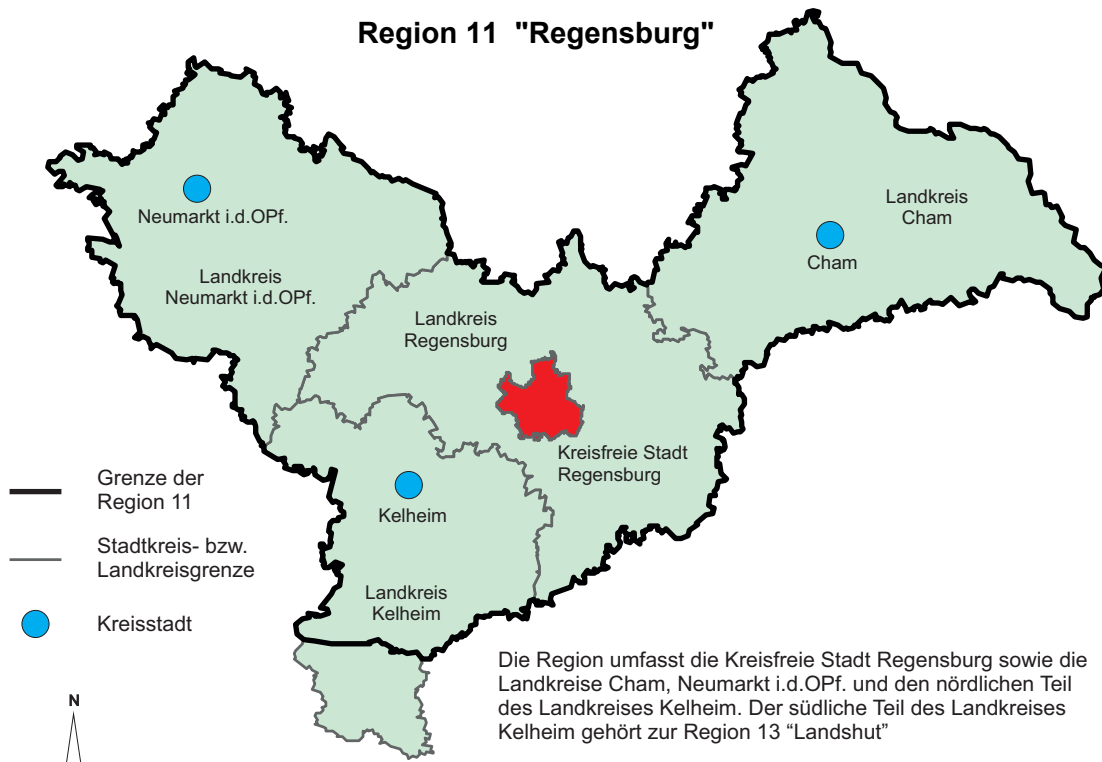 Region 11 "Regensburg"
Neumarkt i.d.OPf.
Landkreis
Neumarkt i.d.OPf.
Landkreis
Cham
Cham
Landkreis
Regensburg
Kreisfreie Stadt
Regensburg
Kelheim
Landkreis
Kelheim
Grenze der
Region 11
Stadtkreis- bzw.
Landkreisgrenze
Kreisstadt
N
Die Region umfasst die Kreisfreie Stadt Regensburg sowie die
Landkreise Cham, Neumarkt i.d.OPf. und den nördlichen Teil
des Landkreises Kelheim. Der südliche Teil des Landkreises
Kelheim gehört zur Region 13 “Landshut”